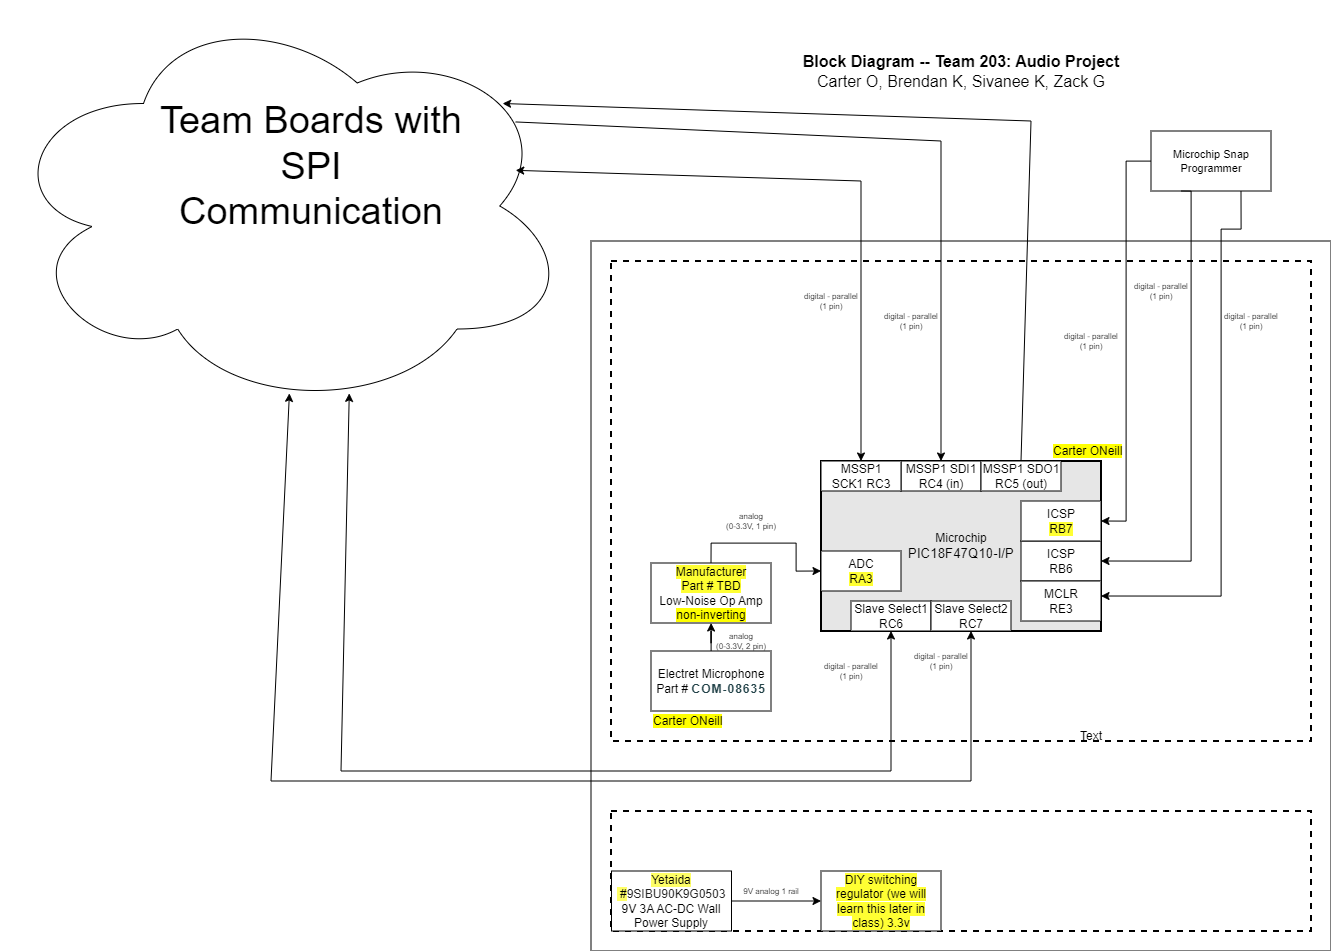 Block Diagram -- Team 203: Audio Project
Carter O, Brendan K, Sivanee K, Zack G
Team Boards with
SPI
Communication
Microchip Snap
Programmer
digital - parallel
(1 pin)
digital - parallel
(1 pin)
digital - parallel
(1 pin)
digital - parallel
(1 pin)
digital - parallel
(1 pin)
Carter ONeill
MSSP1
SCK1 RC3
MSSP1 SDI1
RC4 (in)
MSSP1 SDO1
RC5 (out)
ICSP
RB7
ICSP
RB6
MCLR
RE3
Microchip
PIC18F47Q10-I/P
ADC
RA3
Slave Select1
RC6
Slave Select2
RC7
analog
(0-3.3V, 1 pin)
Manufacturer
Part # TBD
Low-Noise Op Amp
non-inverting
analog
(0-3.3V, 2 pin)
Electret Microphone
Part # COM-08635
Carter ONeill
digital - parallel
(1 pin)
digital - parallel
(1 pin)
Text
Yetaida
#9SIBU90K9G0503
9V 3A AC-DC Wall
Power Supply
9V analog 1 rail
DIY switching
regulator (we will
learn this later in
class) 3.3v